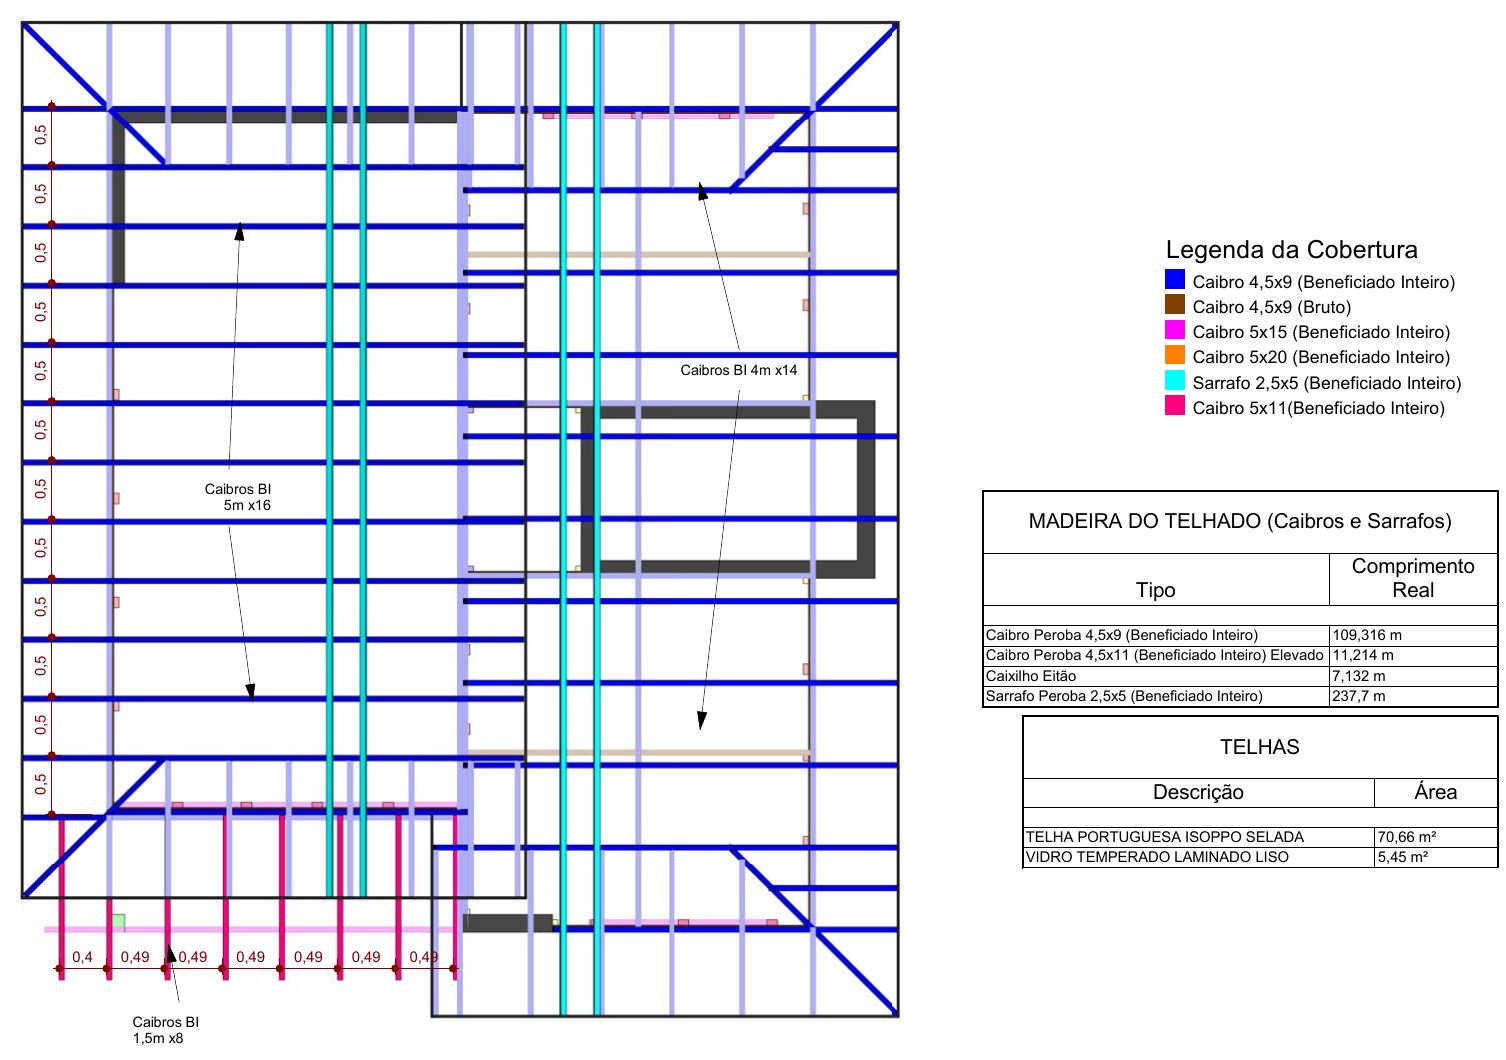 0,5
0,5
0,5
0,5
0,5
0,5
0,5
0,5
0,5
0,5
0,5
0,5
Caibros BI 4m x14
Caibros BI
5m x16
0,4
0,49
0,49
0,49
0,49
0,49
0,49
Caibros BI
1,5m x8
Legenda da Cobertura
Caibro 4,5x9 (Beneficiado Inteiro)
Caibro 4,5x9 (Bruto)
Caibro 5x15 (Beneficiado Inteiro)
Caibro 5x20 (Beneficiado Inteiro)
Sarrafo 2,5x5 (Beneficiado Inteiro)
Caibro 5x11(Beneficiado Inteiro)
MADEIRA DO TELHADO (Caibros e Sarrafos)
Tipo Comprimento
Real
Caibro Peroba 4,5x9 (Beneficiado Inteiro) 109,316 m
Caibro Peroba 4,5x11 (Beneficiado Inteiro) Elevado 11,214 m
Caixilho Eitão 7,132 m
Sarrafo Peroba 2,5x5 (Beneficiado Inteiro) 237,7 m
TELHAS
Descrição Área
TELHA PORTUGUESA ISOPPO SELADA 70,66 m²
VIDRO TEMPERADO LAMINADO LISO 5,45 m²